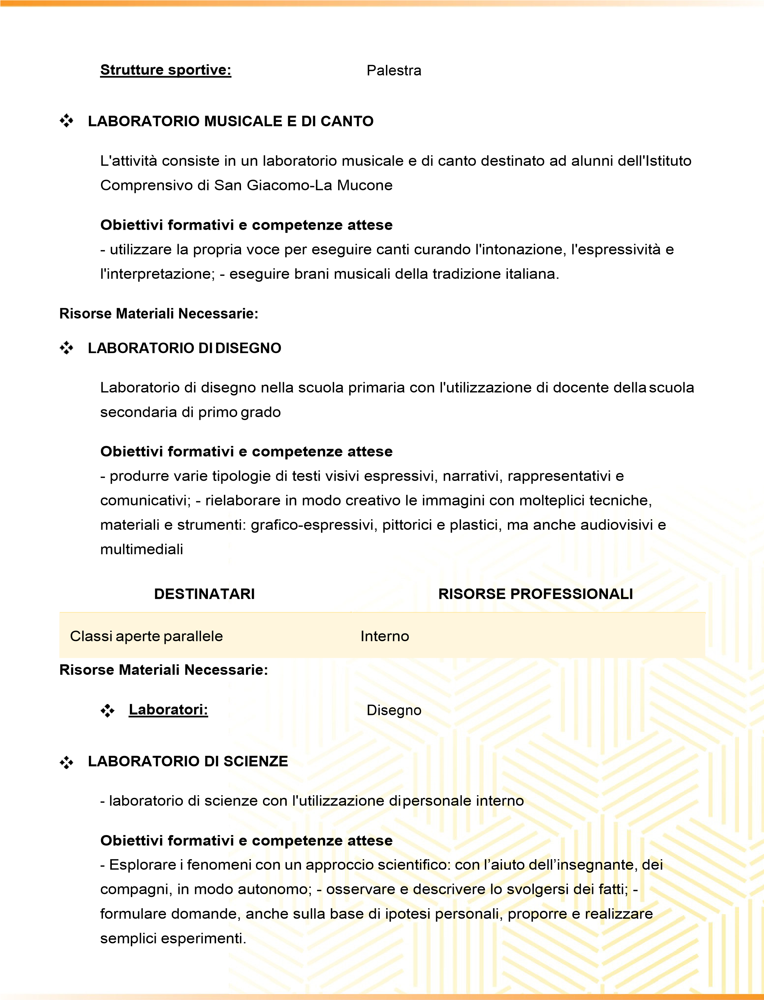 Strutture sportive: Palestra
❖ LABORATORIO MUSICALE E DI CANTO
L'attività consiste in un laboratorio musicale e di canto destinato ad alunni dell'Istituto
Comprensivo di San Giacomo-La Mucone
Obiettivi formativi e competenze attese
- utilizzare la propria voce per eseguire canti curando l'intonazione, l'espressività e
l'interpretazione; - eseguire brani musicali della tradizione italiana.
Risorse Materiali Necessarie:
❖ LABORATORIO DI DISEGNO
Laboratorio di disegno nella scuola primaria con l'utilizzazione di docente della scuola
secondaria di primo grado
Obiettivi formativi e competenze attese
- produrre varie tipologie di testi visivi espressivi, narrativi, rappresentativi e
comunicativi; - rielaborare in modo creativo le immagini con molteplici tecniche,
materiali e strumenti: grafico-espressivi, pittorici e plastici, ma anche audiovisivi e
multimediali
DESTINATARI RISORSE PROFESSIONALI
Classi aperte parallele Interno
Risorse Materiali Necessarie:
❖ Laboratori: Disegno
❖ LABORATORIO DI SCIENZE
- laboratorio di scienze con l'utilizzazione di personale interno
Obiettivi formativi e competenze attese
- Esplorare i fenomeni con un approccio scientifico: con l’aiuto dell’insegnante, dei
compagni, in modo autonomo; - osservare e descrivere lo svolgersi dei fatti; -
formulare domande, anche sulla base di ipotesi personali, proporre e realizzare
semplici esperimenti.